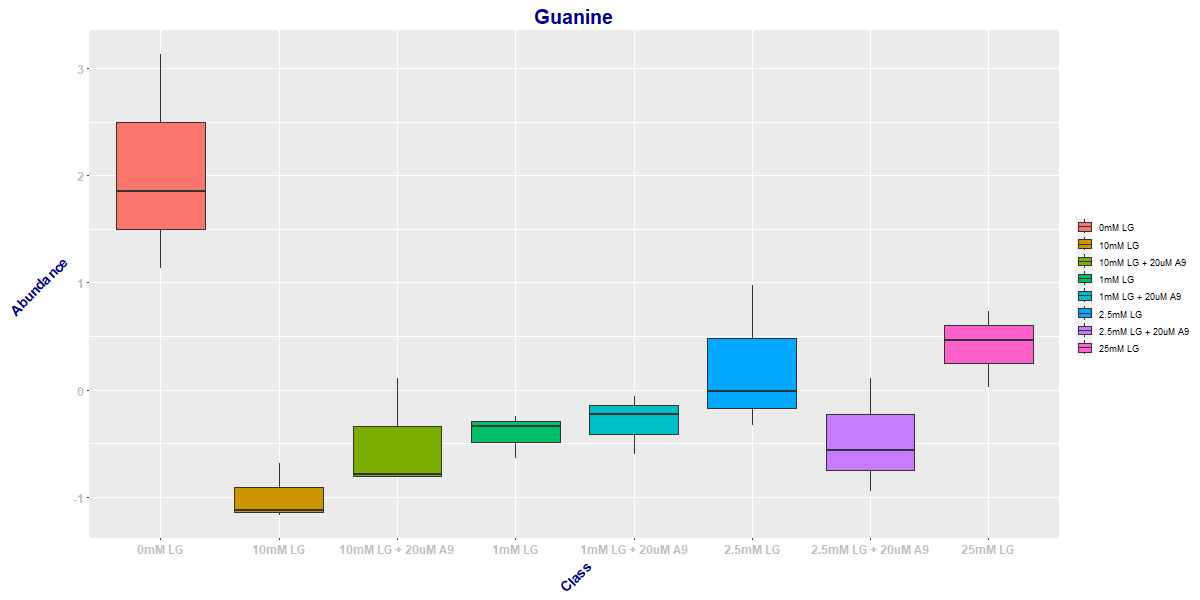 Guanine
Abundance
3
2
1
0
-1
0mM LG
10mM LG
10mM LG + 20uM A9
1mM LG
1mM LG + 20uM A9
2.5mM LG
2.5mM LG + 20uM A9
25mM LG
Class
0mM LG
10mM LG
10mM LG + 20uM A9
1mM LG
1mM LG + 20uM A9
2.5mM LG
2.5mM LG + 20uM A9
25mM LG